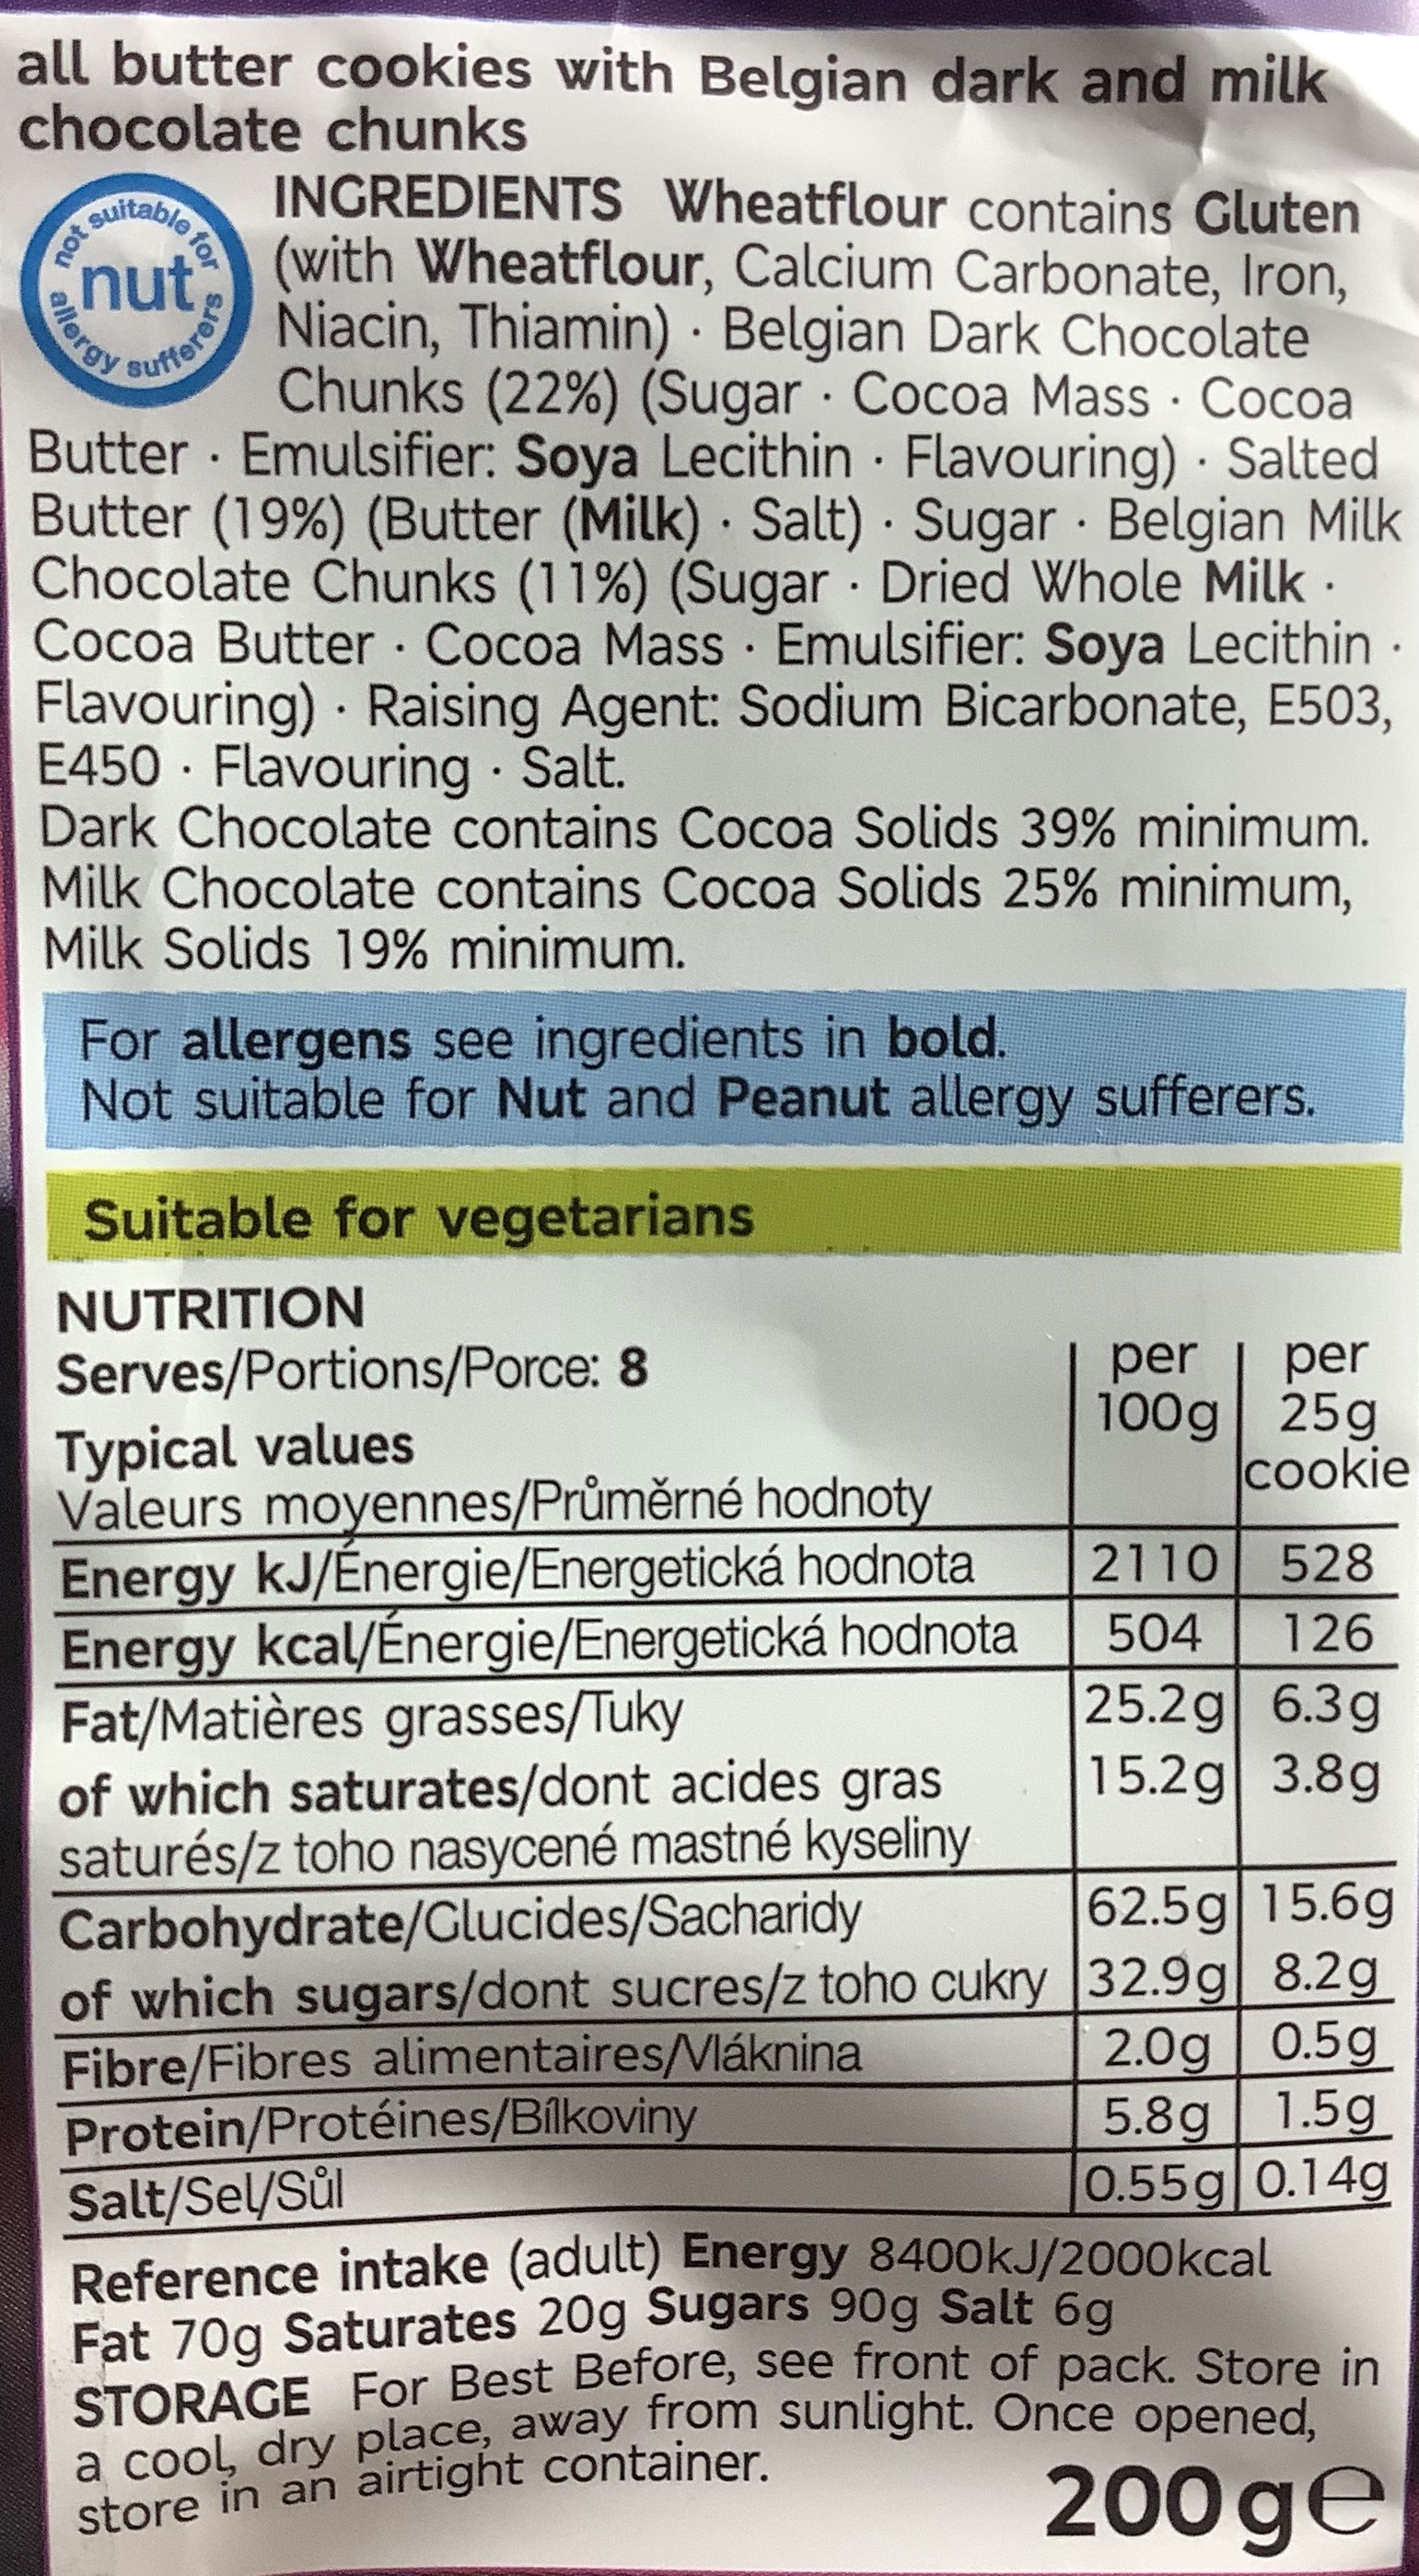 all butter cookies with Belgian dark and milk
chocolate chunks
not suitable for
nut
allergy sufferers
INGREDIENTS Wheatflour contains Gluten
(with Wheatflour, Calcium Carbonate, Iron,
Niacin, Thiamin) · Belgian Dark Chocolate
Chunks (22%) (Sugar · Cocoa Mass · Cocoa
Butter · Emulsifier: Soya Lecithin · Flavouring) · Salted
Butter (19%) (Butter (Milk) · Salt) · Sugar · Belgian Milk
Chocolate Chunks (11%) (Sugar · Dried Whole Milk ·
Cocoa Butter · Cocoa Mass · Emulsifier: Soya Lecithin ·
Flavouring) · Raising Agent: Sodium Bicarbonate, E503,
E450 · Flavouring · Salt.
Dark Chocolate contains Cocoa Solids 39% minimum.
Milk Chocolate contains Cocoa Solids 25% minimum,
Milk Solids 19% minimum.
For allergens see ingredients in bold.
Not suitable for Nut and Peanut allergy sufferers.
Suitable for vegetarians
NUTRITION
Serves/Portions/Porce: 8 per 100g per 25g cookie
Typical values
Valeurs moyennes/Průměrné hodnoty
Energy kJ/Énergie/Energetická hodnota 2110 528
Energy kcal/Énergie/Energetická hodnota 504 126
Fat/Matières grasses/Tuky 25.2g 6.3g
of which saturates/dont acides gras 15.2g 3.8g
saturés/z toho nasycené mastné kyseliny
Carbohydrate/Glucides/Sacharidy 62.5g 15.6g
of which sugars/dont sucres/z toho cukry 32.9g 8.2g
Fibre/Fibres alimentaires/Vláknina 2.0g 0.5g
Protein/Protéines/Bílkoviny 5.8g 1.5g
Salt/Sel/Sůl 0.55g 0.14g
Reference intake (adult) Energy 8400kJ/2000kcal
Fat 70g Saturates 20g Sugars 90g Salt 6g
STORAGE For Best Before, see front of pack. Store in
a cool, dry place, away from sunlight. Once opened,
store in an airtight container.
200g℮